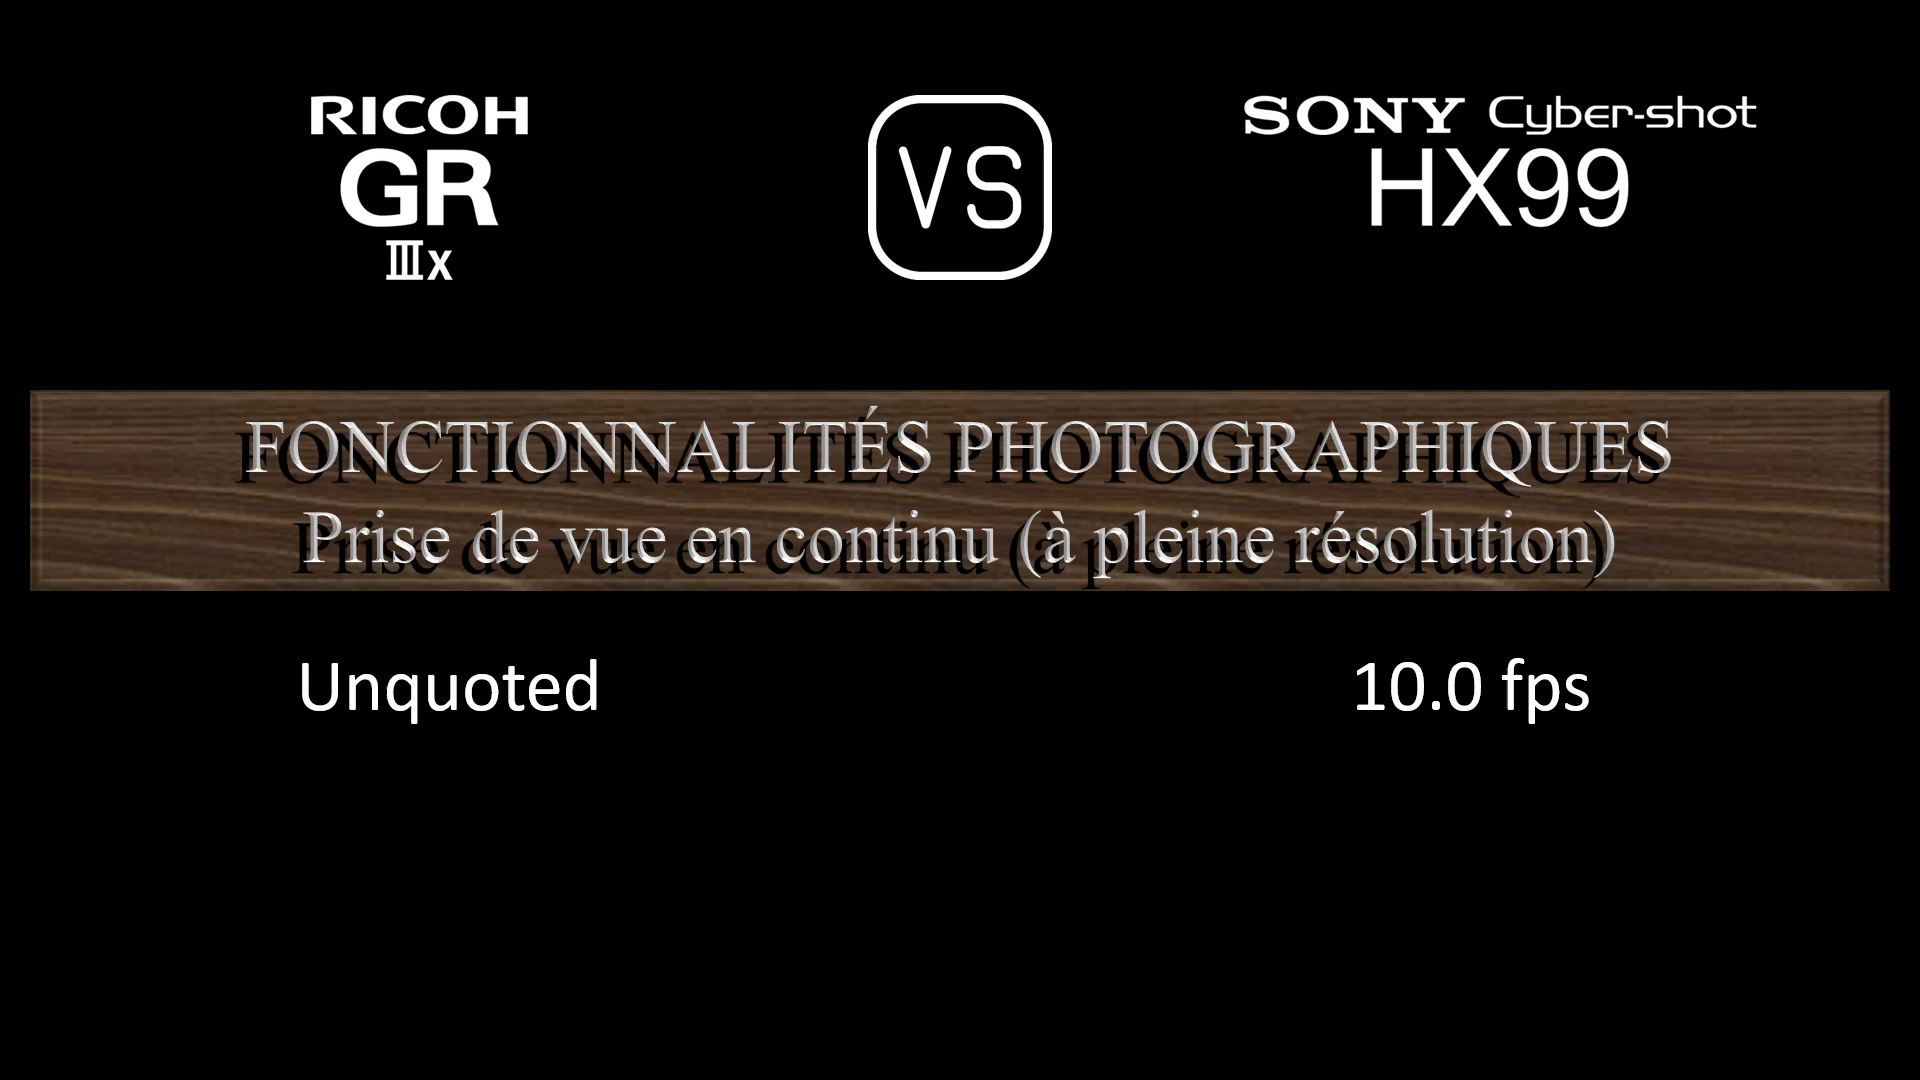 RICOH
GR
IIIx
VS
SONY Cyber-shot
HX99
FONCTIONNALITÉS PHOTOGRAPHIQUES
Prise de vue en continu (à pleine résolution)
Unquoted
10.0 fps